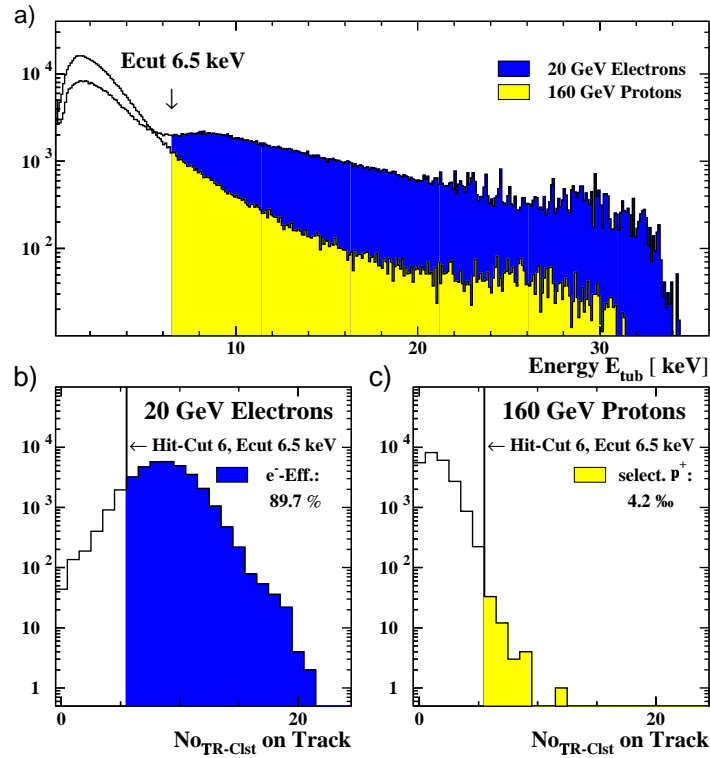 a)
Ecut 6.5 keV
20 GeV Electrons
160 GeV Protons
10^4
10^3
10^2
10 20 30
Energy E_tub [ keV]
b)
20 GeV Electrons
← Hit-Cut 6, Ecut 6.5 keV
e^- -Eff.:
89.7 %
10^4
10^3
10^2
10
1
0 20
No_TR-Clst on Track
c)
160 GeV Protons
← Hit-Cut 6, Ecut 6.5 keV
select. p^+:
4.2 ‰
10^4
10^3
10^2
10
1
0 20
No_TR-Clst on Track